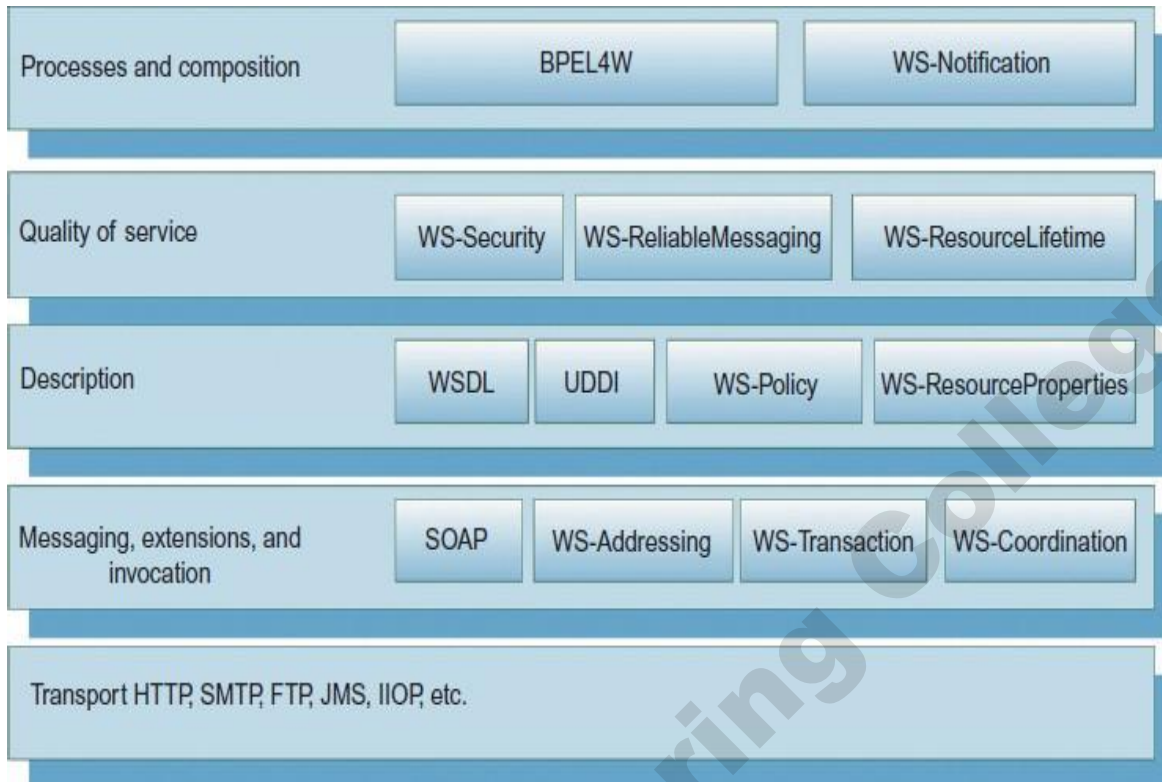 Processes and composition
BPEL4W
WS-Notification
Quality of service
WS-Security
WS-ReliableMessaging
WS-ResourceLifetime
Description
WSDL
UDDI
WS-Policy
WS-ResourceProperties
Messaging, extensions, and
invocation
SOAP
WS-Addressing
WS-Transaction
WS-Coordination
Transport HTTP, SMTP, FTP, JMS, IIOP, etc.
ring College